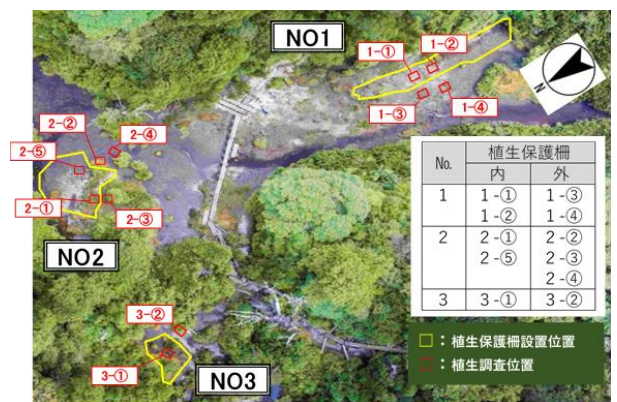 NO1
1-①
1-②
1-③
1-④
N
2-②
2-④
2-⑤
2-①
2-③
NO2
3-②
3-①
NO3
No. 植生保護柵
内 外
1 1-① 1-③
1-② 1-④
2 2-① 2-②
2-⑤ 2-③
2-④
3 3-① 3-②
：植生保護柵設置位置
：植生調査位置